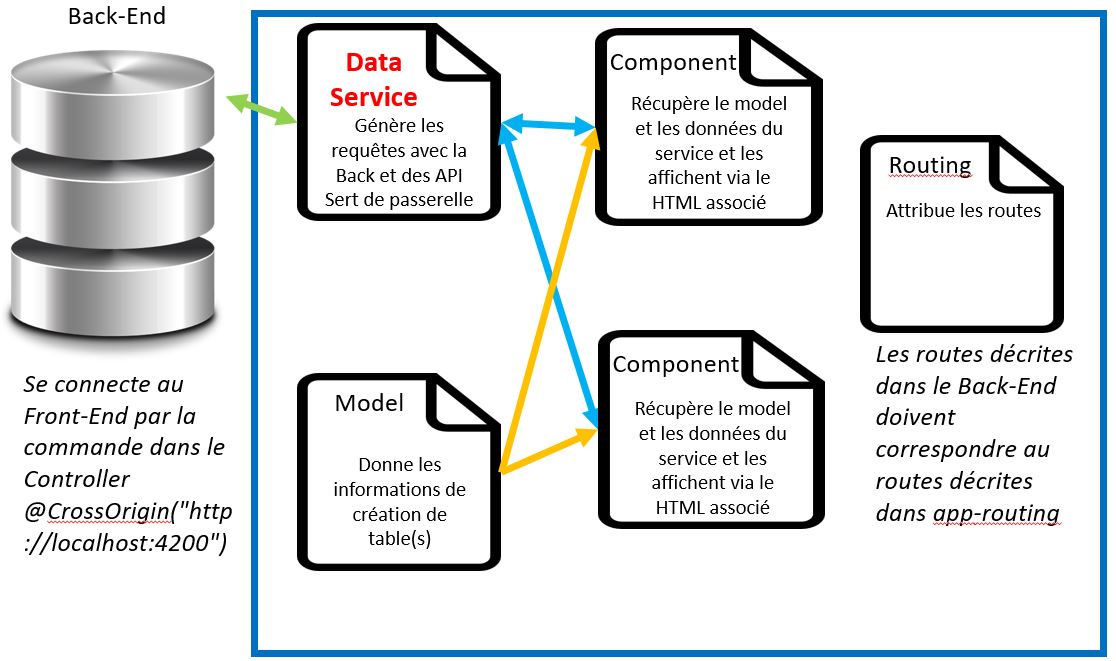 Back-End
Se connecte au
Front-End par la
commande dans le
Controller
@CrossOrigin("http
://localhost:4200")
Data
Service
Génère les
requêtes avec la
Back et des API
Sert de passerelle
Component
Récupère le model
et les données du
service et les
affichent via le
HTML associé
Model
Donne les
informations de
création de
table(s)
Component
Récupère le model
et les données du
service et les
affichent via le
HTML associé
Routing
Attribue les routes
Les routes décrites
dans le Back-End
doivent
correspondre au
routes décrites
dans app-routing